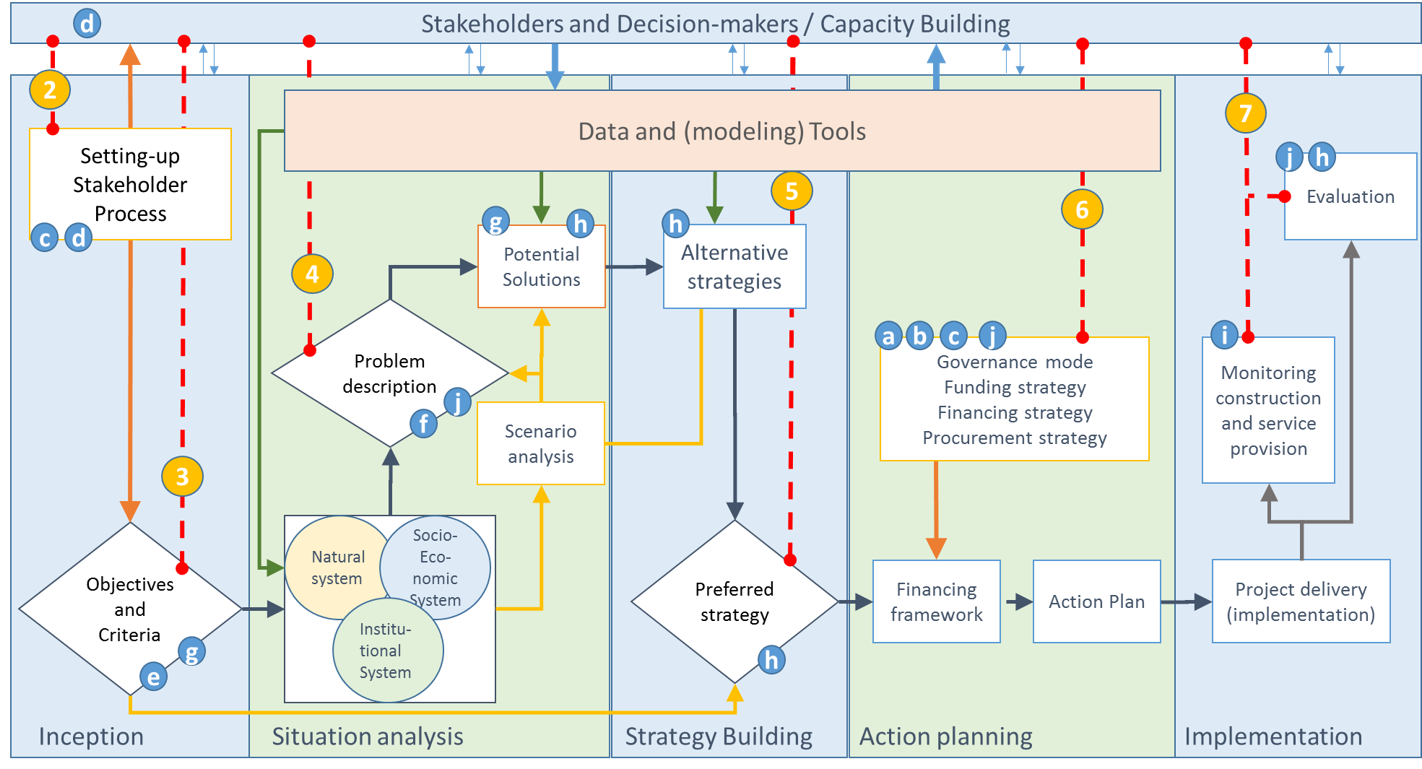 d
Stakeholders and Decision-makers / Capacity Building
2
Setting-up
Stakeholder
Process
c
d
3
Objectives
and
Criteria
e
g
Inception
Data and (modeling) Tools
4
g
h
Potential
Solutions
Problem
description
f
j
Scenario
analysis
Natural
system
Socio-
Eco-
nomic
System
Institu-
tional
System
Situation analysis
5
h
Alternative
strategies
Preferred
strategy
h
Strategy Building
6
a
b
c
j
Governance mode
Funding strategy
Financing strategy
Procurement strategy
Financing
framework
Action Plan
Action planning
7
j
h
Evaluation
i
Monitoring
construction
and service
provision
Project delivery
(implementation)
Implementation